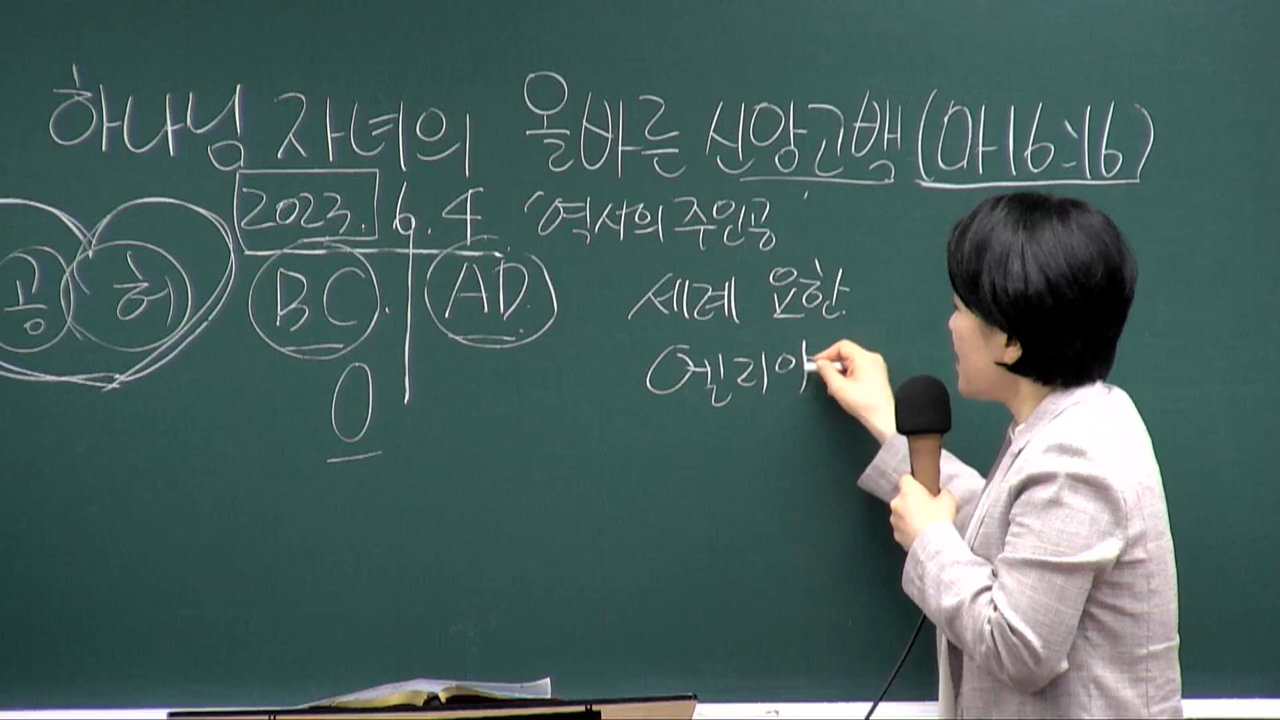 하나님 자녀의 올바른 신앙고백 (마16:16)
2023. 6. 4 '역사의 주인공'
공 허 BC. AD.
세례 요한
엘리야
0